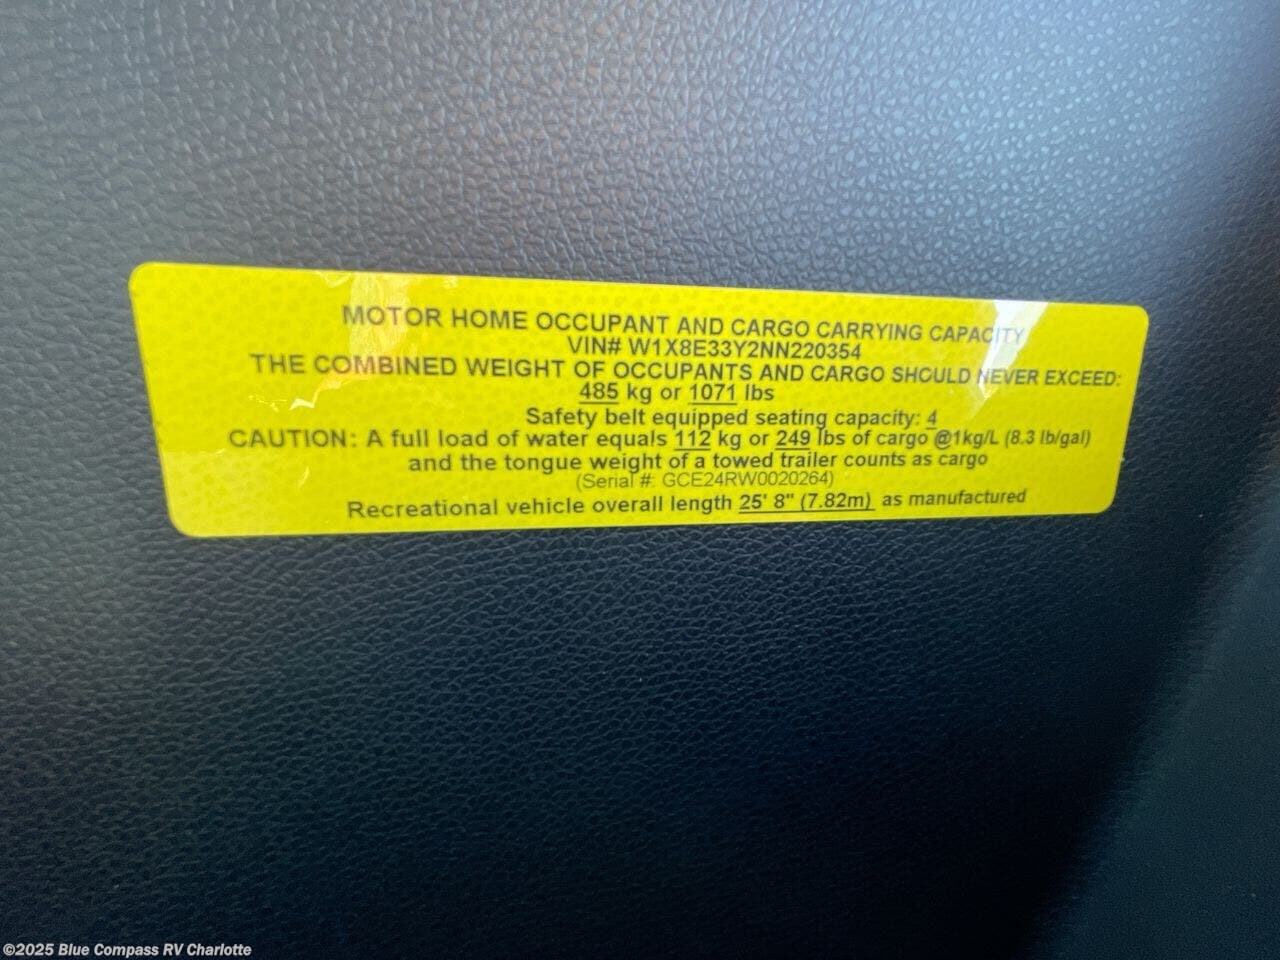 MOTOR HOME OCCUPANT AND CARGO CARRYING CAPACITY
VIN# W1X8E33Y2NN220354
THE COMBINED WEIGHT OF OCCUPANTS AND CARGO SHOULD NEVER EXCEED:
485 kg or 1071 lbs
Safety belt equipped seating capacity: 4
CAUTION: A full load of water equals 112 kg or 249 lbs of cargo @1kg/L (8.3 lb/gal)
and the tongue weight of a towed trailer counts as cargo
(Serial #: GCE24RW0020264)
Recreational vehicle overall length 25' 8" (7.82m) as manufactured
©2025 Blue Compass RV Charlotte